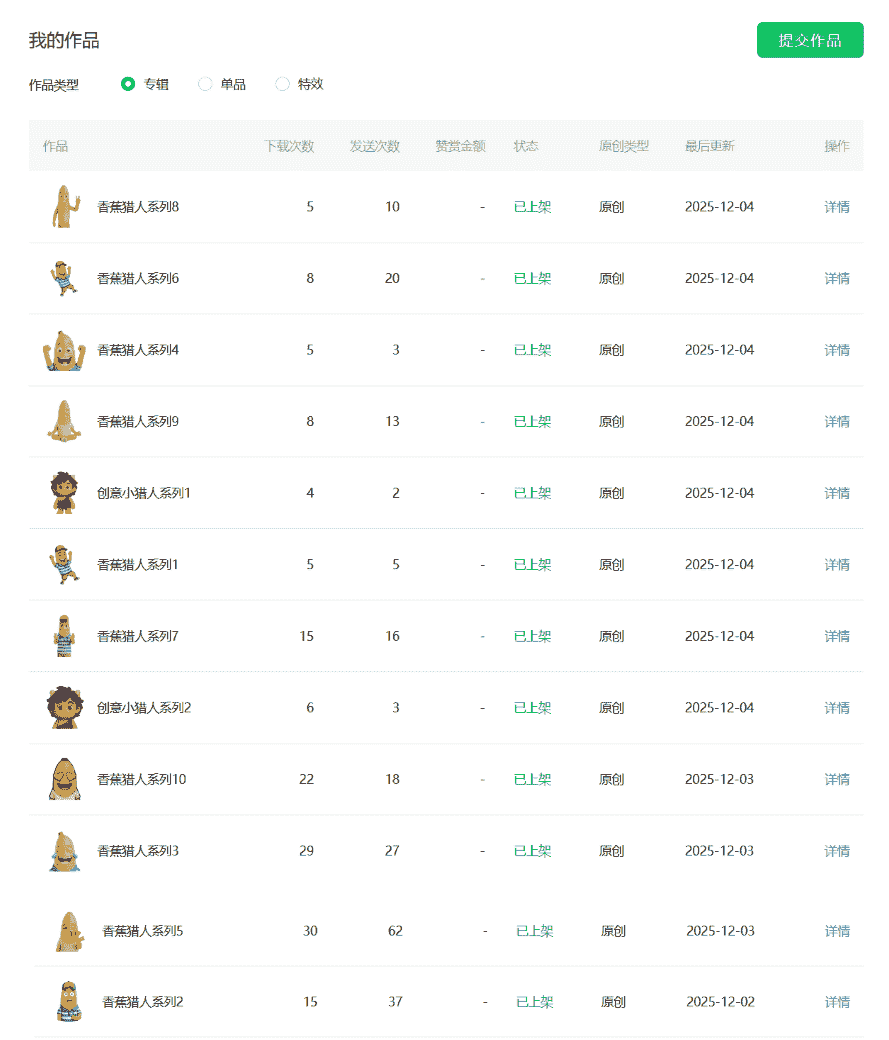 我的作品 提交作品
作品类型 专辑 单品 特效
作品 下载次数 发送次数 赞赏金额 状态 原创类型 最后更新 操作
香蕉猎人系列8 5 10 - 已上架 原创 2025-12-04 详情
香蕉猎人系列6 8 20 - 已上架 原创 2025-12-04 详情
香蕉猎人系列4 5 3 - 已上架 原创 2025-12-04 详情
香蕉猎人系列9 8 13 - 已上架 原创 2025-12-04 详情
创意小猎人系列1 4 2 - 已上架 原创 2025-12-04 详情
香蕉猎人系列1 5 5 - 已上架 原创 2025-12-04 详情
香蕉猎人系列7 15 16 - 已上架 原创 2025-12-04 详情
创意小猎人系列2 6 3 - 已上架 原创 2025-12-04 详情
香蕉猎人系列10 22 18 - 已上架 原创 2025-12-03 详情
香蕉猎人系列3 29 27 - 已上架 原创 2025-12-03 详情
香蕉猎人系列5 30 62 - 已上架 原创 2025-12-03 详情
香蕉猎人系列2 15 37 - 已上架 原创 2025-12-02 详情